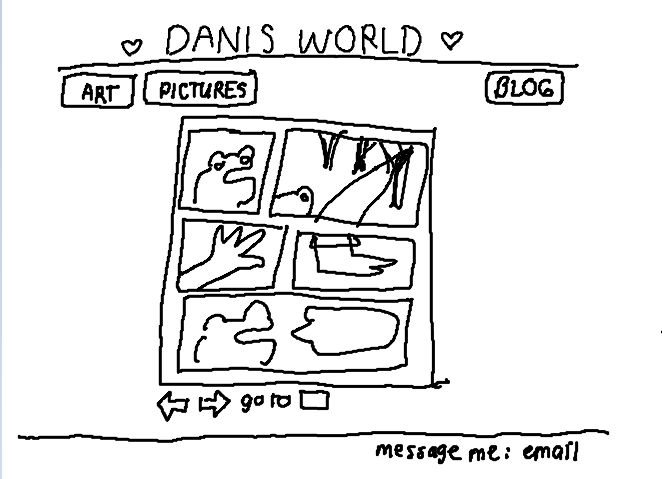 ♡ DANIS WORLD ♡
ART PICTURES BLOG
go to
message me: email